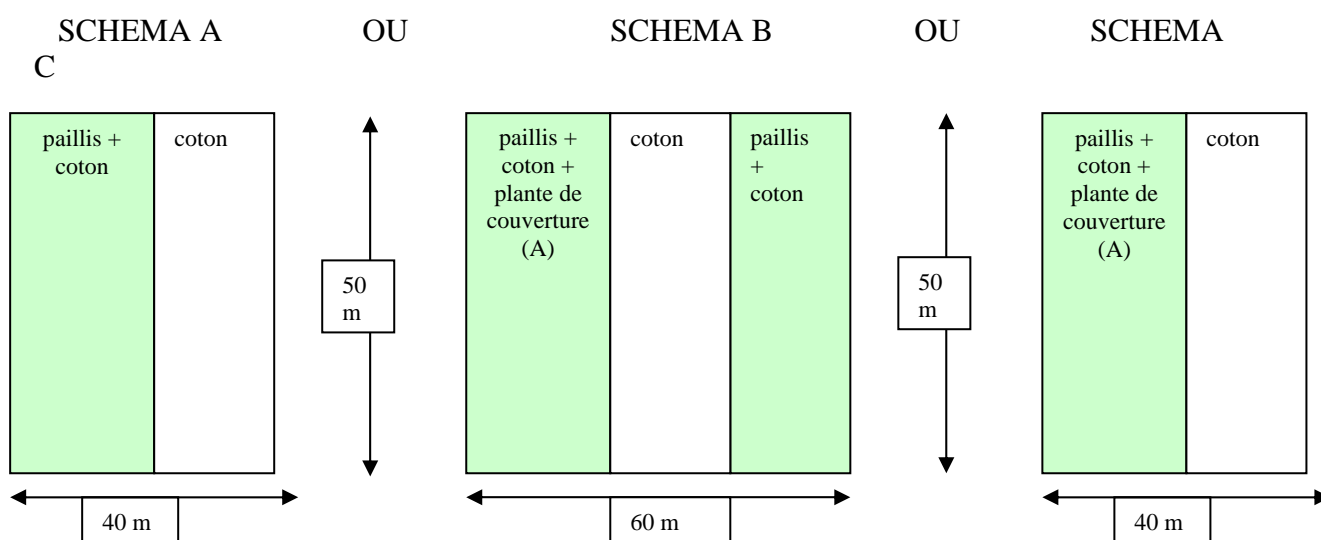 SCHEMA A OU SCHEMA B OU SCHEMA
C
paillis +
coton
coton
50
m
paillis +
coton +
plante de
couverture
(A)
coton
paillis
+
coton
50
m
paillis +
coton +
plante de
couverture
(A)
coton
40 m
60 m
40 m